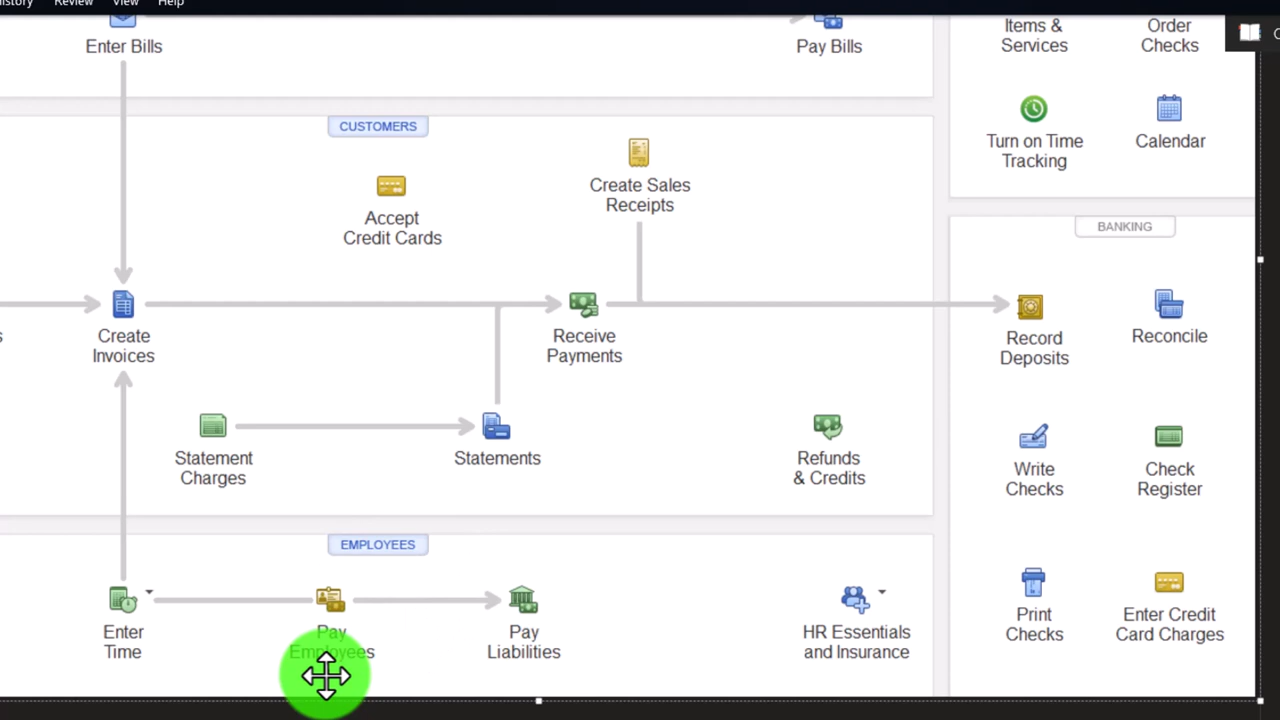 Review
View
Help
Enter Bills
Pay Bills
Items &
Services
Order
Checks
CUSTOMERS
Accept
Credit Cards
Create Sales
Receipts
Turn on Time
Tracking
Calendar
BANKING
Create
Invoices
Receive
Payments
Record
Deposits
Reconcile
Statement
Charges
Statements
Refunds
& Credits
Write
Checks
Check
Register
EMPLOYEES
Enter
Time
Pay
Employees
Pay
Liabilities
HR Essentials
and Insurance
Print
Checks
Enter Credit
Card Charges